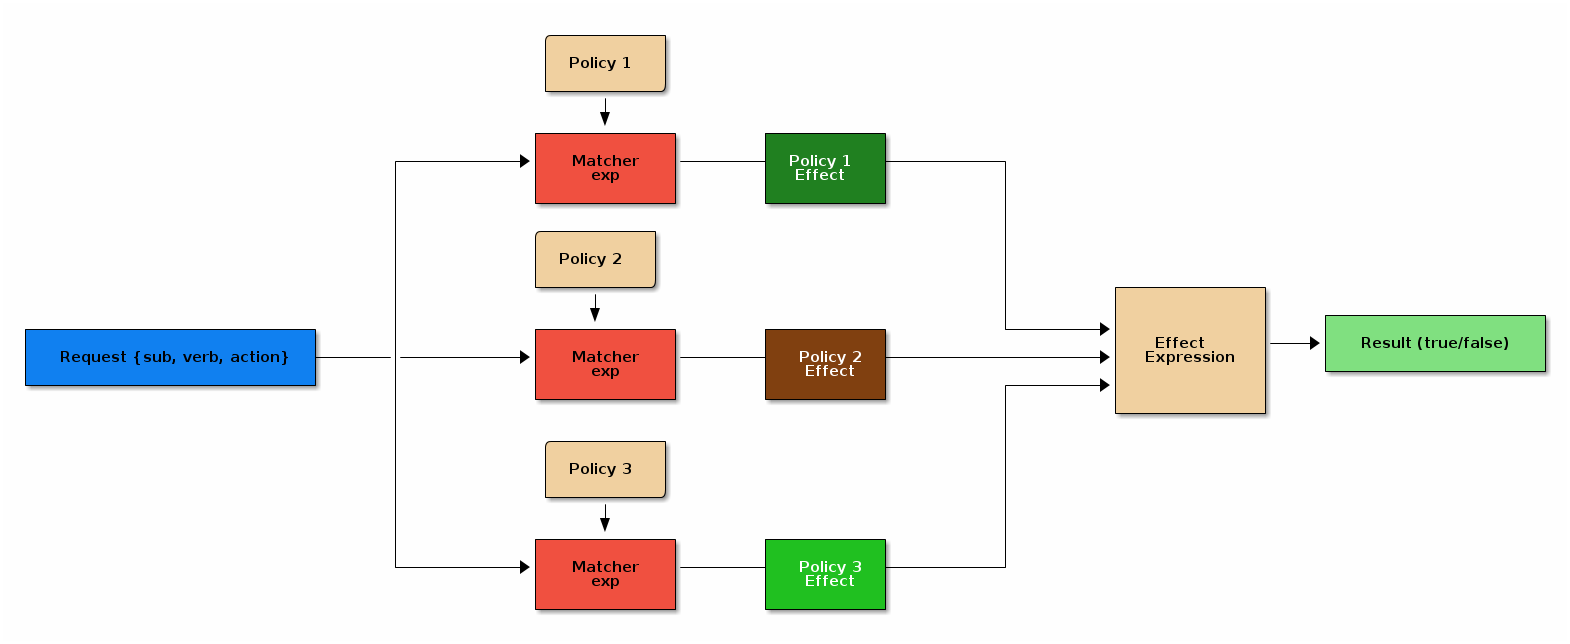 Policy 1
Matcher
exp
Policy 1
Effect
Policy 2
Request {sub, verb, action}
Matcher
exp
Policy 2
Effect
Effect
Expression
Result (true/false)
Policy 3
Matcher
exp
Policy 3
Effect